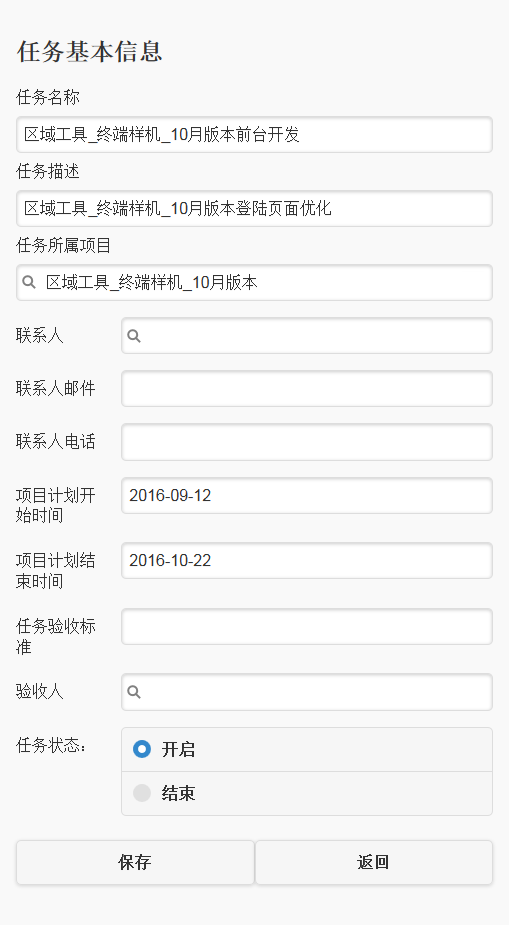 任务基本信息
任务名称
区域工具_终端样机_10月版本前台开发
任务描述
区域工具_终端样机_10月版本登陆页面优化
任务所属项目
区域工具_终端样机_10月版本
联系人
联系人邮件
联系人电话
项目计划开
始时间
2016-09-12
项目计划结
束时间
2016-10-22
任务验收标
准
验收人
任务状态：
开启
结束
保存
返回